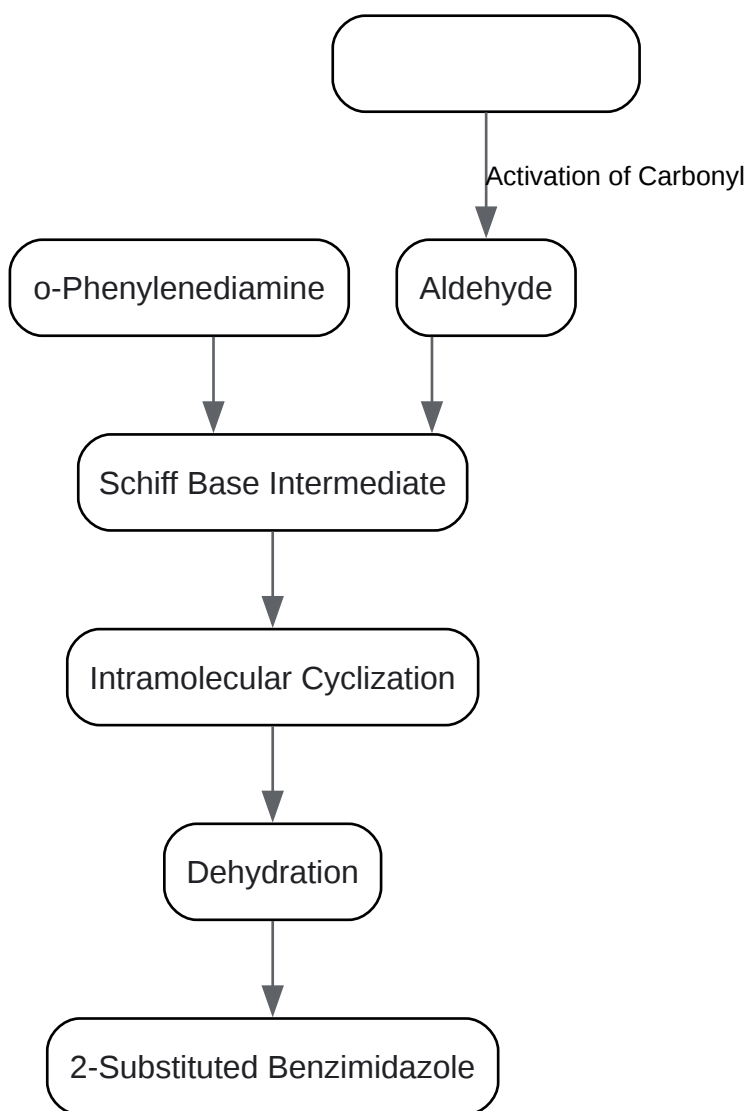 Activation of Carbonyl
o-Phenylenediamine
Aldehyde
Schiff Base Intermediate
Intramolecular Cyclization
Dehydration
2-Substituted Benzimidazole